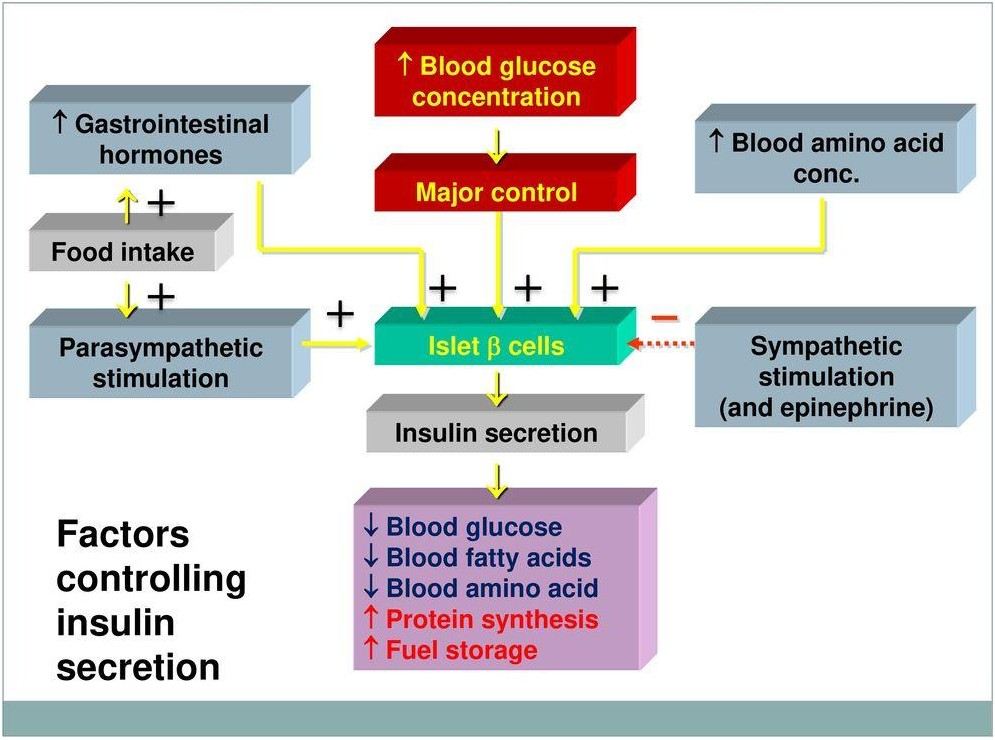 ↑ Blood glucose
concentration
↑ Gastrointestinal
hormones
↑ Blood amino acid
conc.
Major control
+
Food intake
+
+
+
+
+
−
Parasympathetic
stimulation
Islet β cells
Sympathetic
stimulation
(and epinephrine)
Insulin secretion
↓ Blood glucose
↓ Blood fatty acids
↓ Blood amino acid
↑ Protein synthesis
↑ Fuel storage
Factors
controlling
insulin
secretion